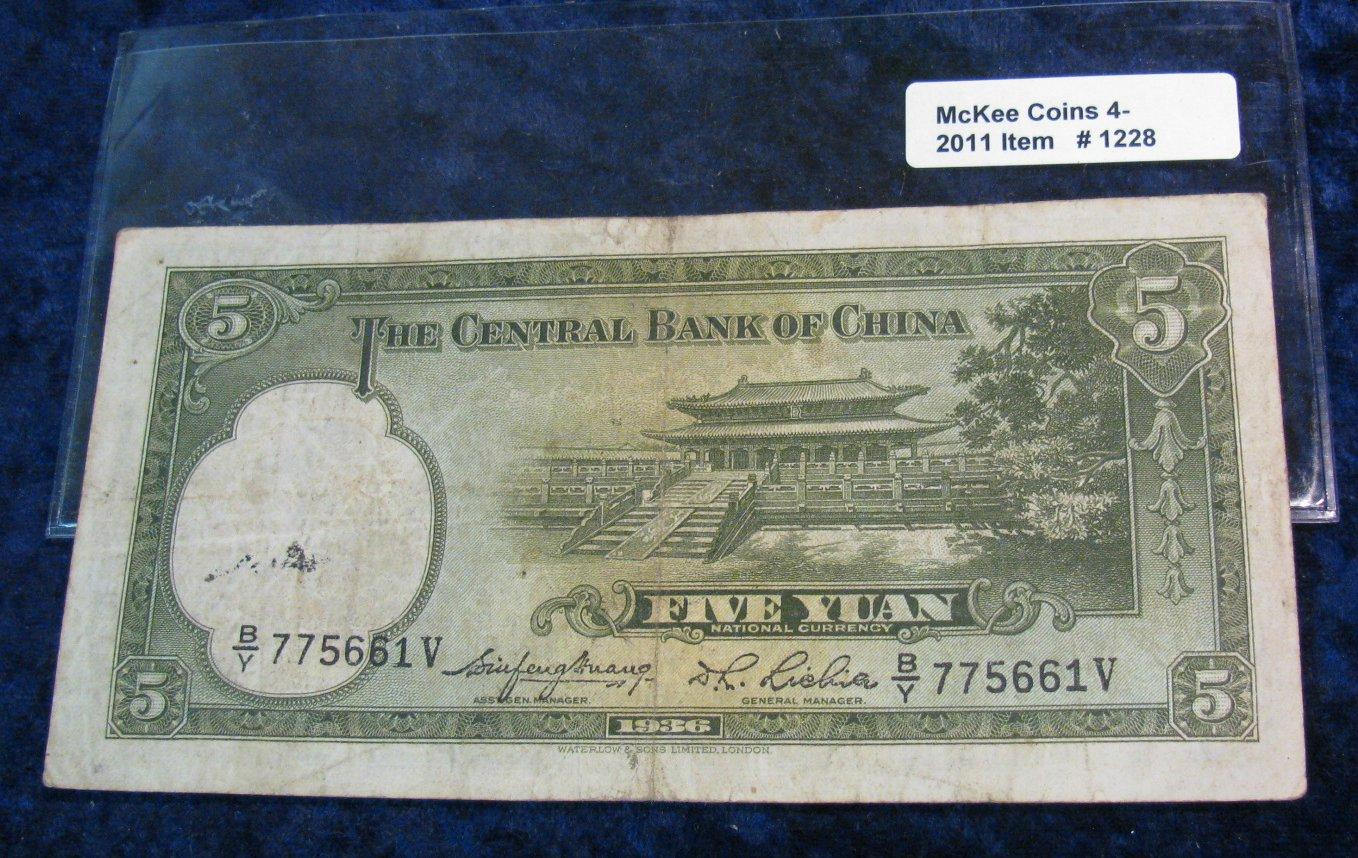 McKee Coins 4-
2011 Item # 1228
5
5
THE CENTRAL BANK OF CHINA
FIVE YUAN
NATIONAL CURRENCY
B/Y 775661V
B/Y 775661V
ASST. GEN. MANAGER.
GENERAL MANAGER.
5
1936
5
WATERLOW & SONS LIMITED, LONDON.